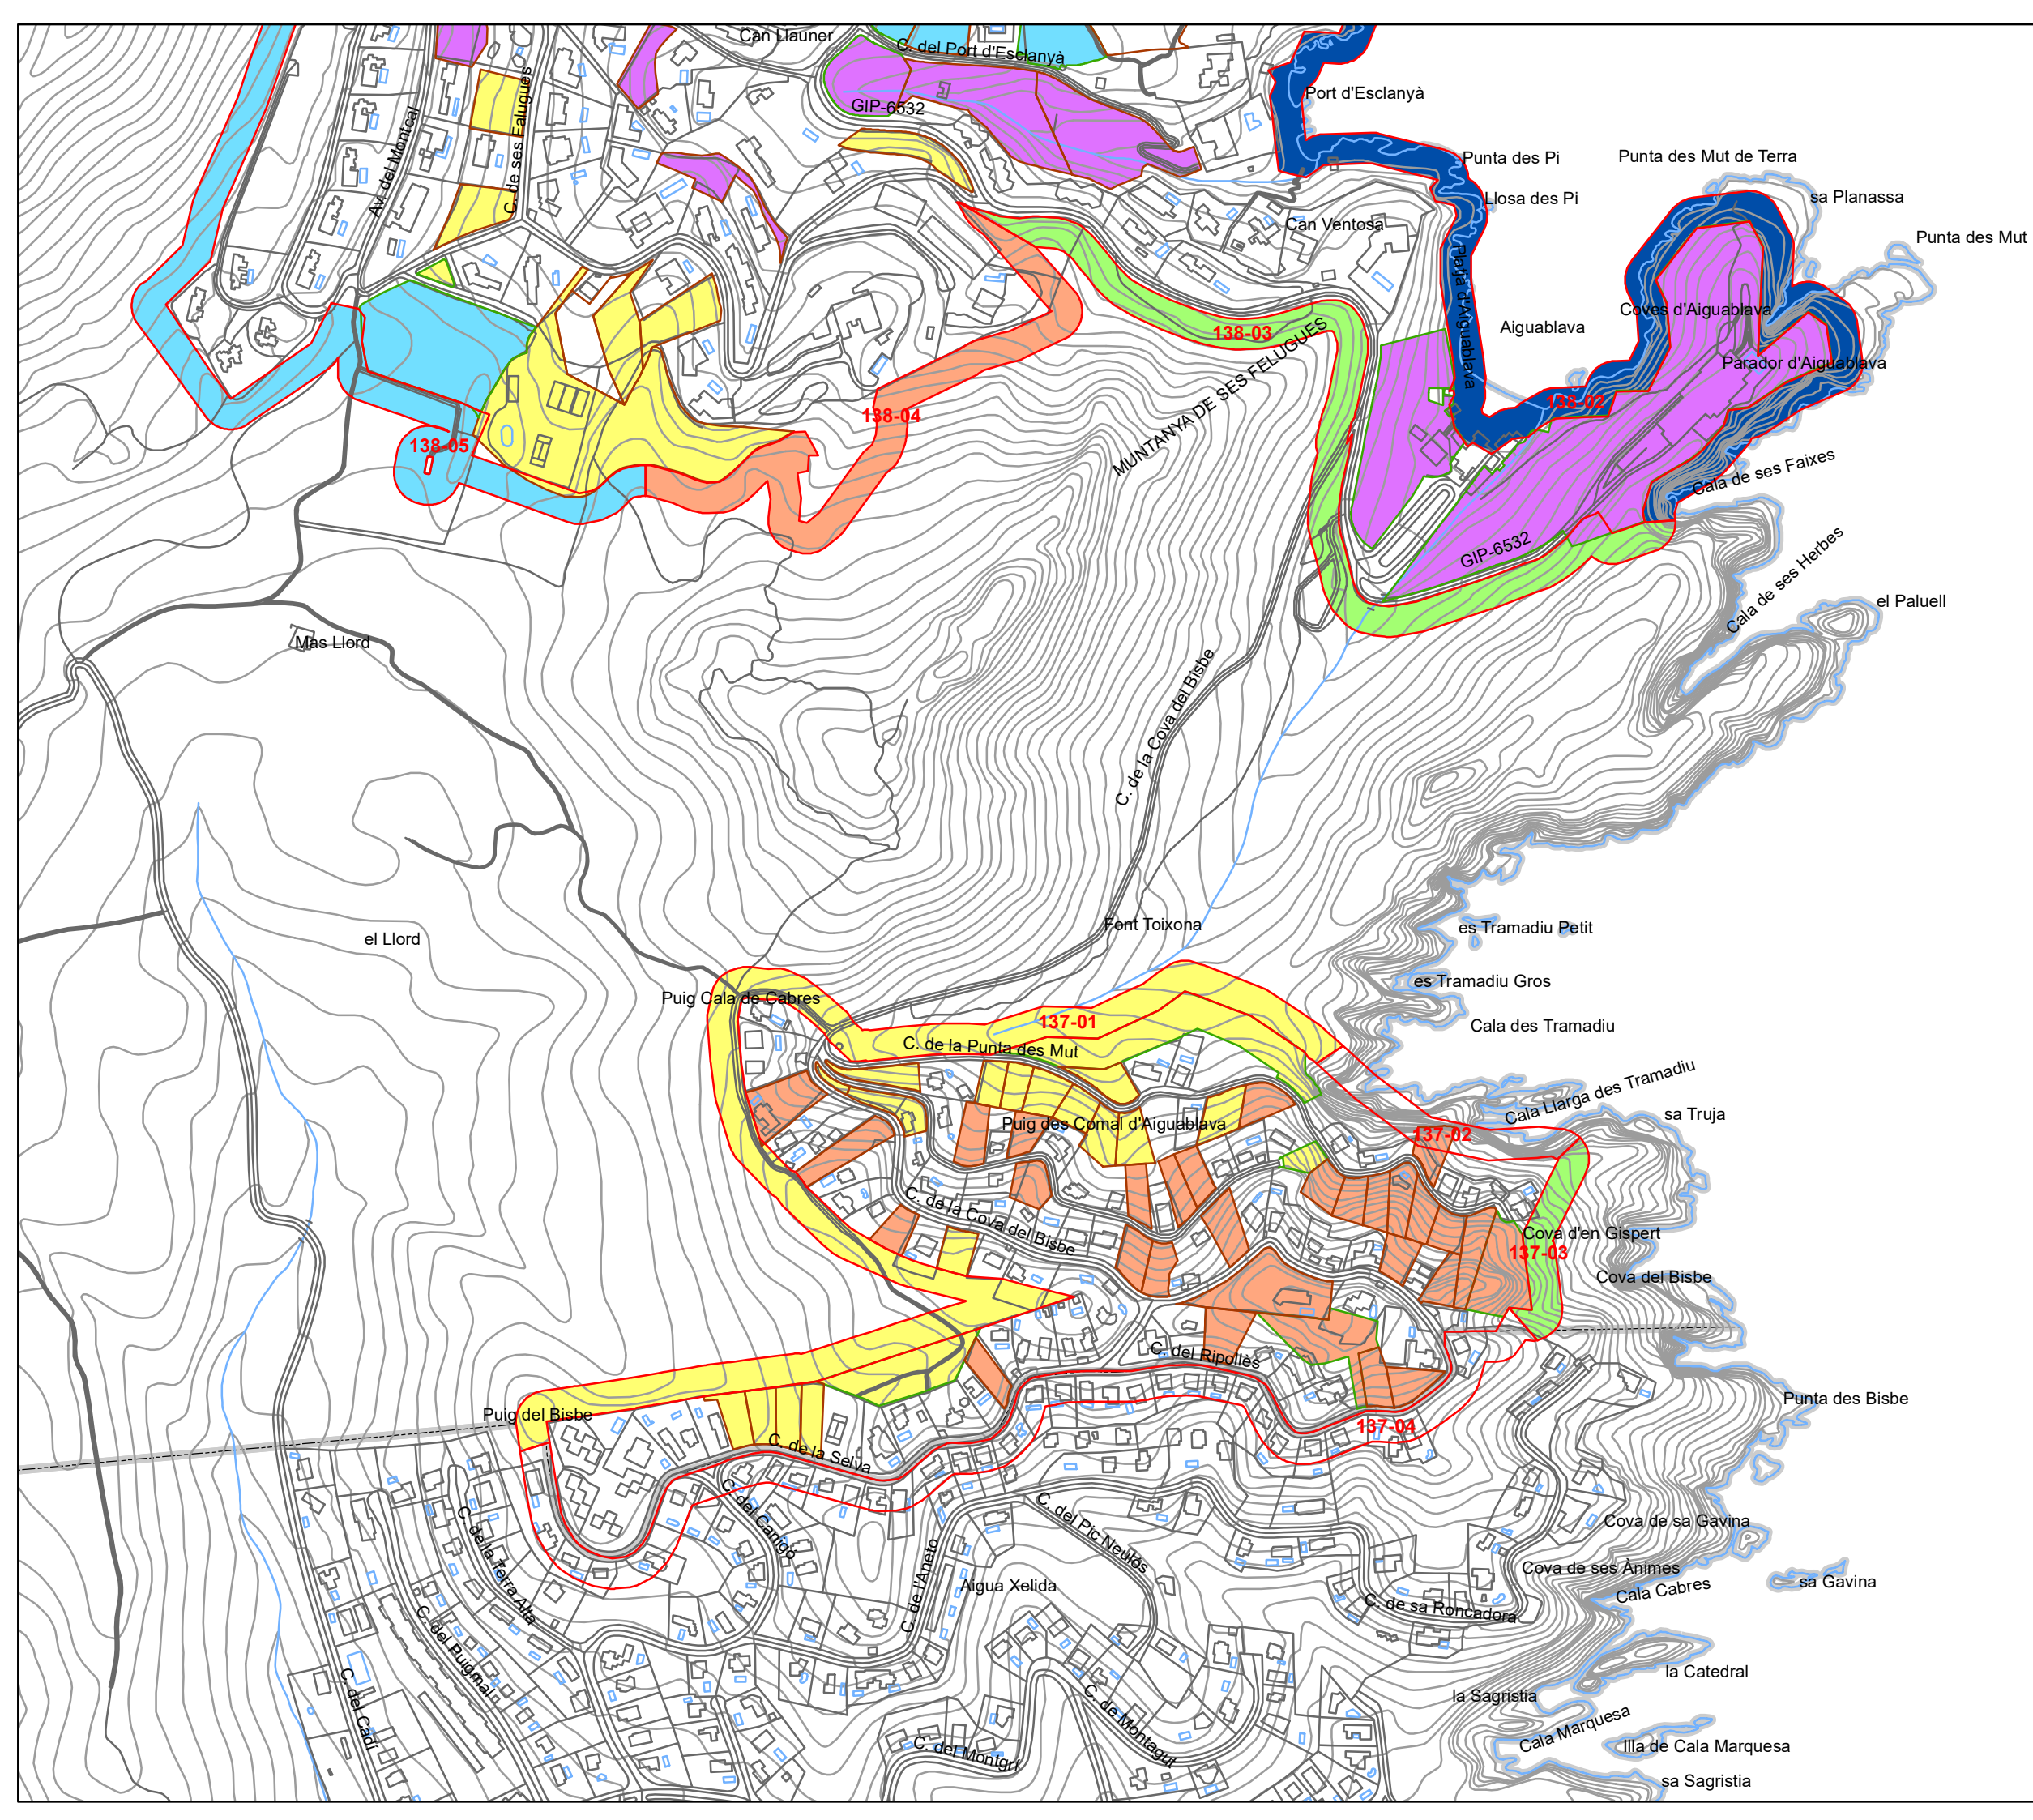 Can Llauner
C. del Port d'Esclanyà
Port d'Esclanyà
GIP-6532
Av. del Montcal
C. de ses Falugues
Punta des Pi
Punta des Mut de Terra
Llosa des Pi
sa Planassa
Can Ventosa
Punta des Mut
Platja d'Aiguablava
Coves d'Aiguablava
Aiguablava
138-03
Parador d'Aiguablava
MUNTANYA DE SES FELUGUES
138-02
138-04
138-05
Cala de ses Faixes
GIP-6532
Cala de ses Herbes
el Paluell
Mas Llord
C. de la Cova del Bisbe
Font Toixona
es Tramadiu Petit
el Llord
es Tramadiu Gros
Puig Cala de Cabres
137-01
Cala des Tramadiu
C. de la Punta des Mut
Cala Llarga des Tramadiu
sa Truja
Puig des Comal d'Aiguablava
137-02
C. de la Cova del Bisbe
Cova d'en Gispert
137-03
Cova del Bisbe
C. del Ripollès
Punta des Bisbe
Puig del Bisbe
137-04
C. de la Selva
C. del Canigó
C. de la Terra Alta
C. del Pic Neulós
Cova de sa Gavina
C. de l'Aneto
Aigua Xelida
Cova de ses Ànimes
sa Gavina
Cala Cabres
C. de sa Roncadora
C. del Puigmal
C. del Cadí
la Catedral
la Sagristia
C. de Montagut
Cala Marquesa
Illa de Cala Marquesa
C. del Montgrí
sa Sagristia